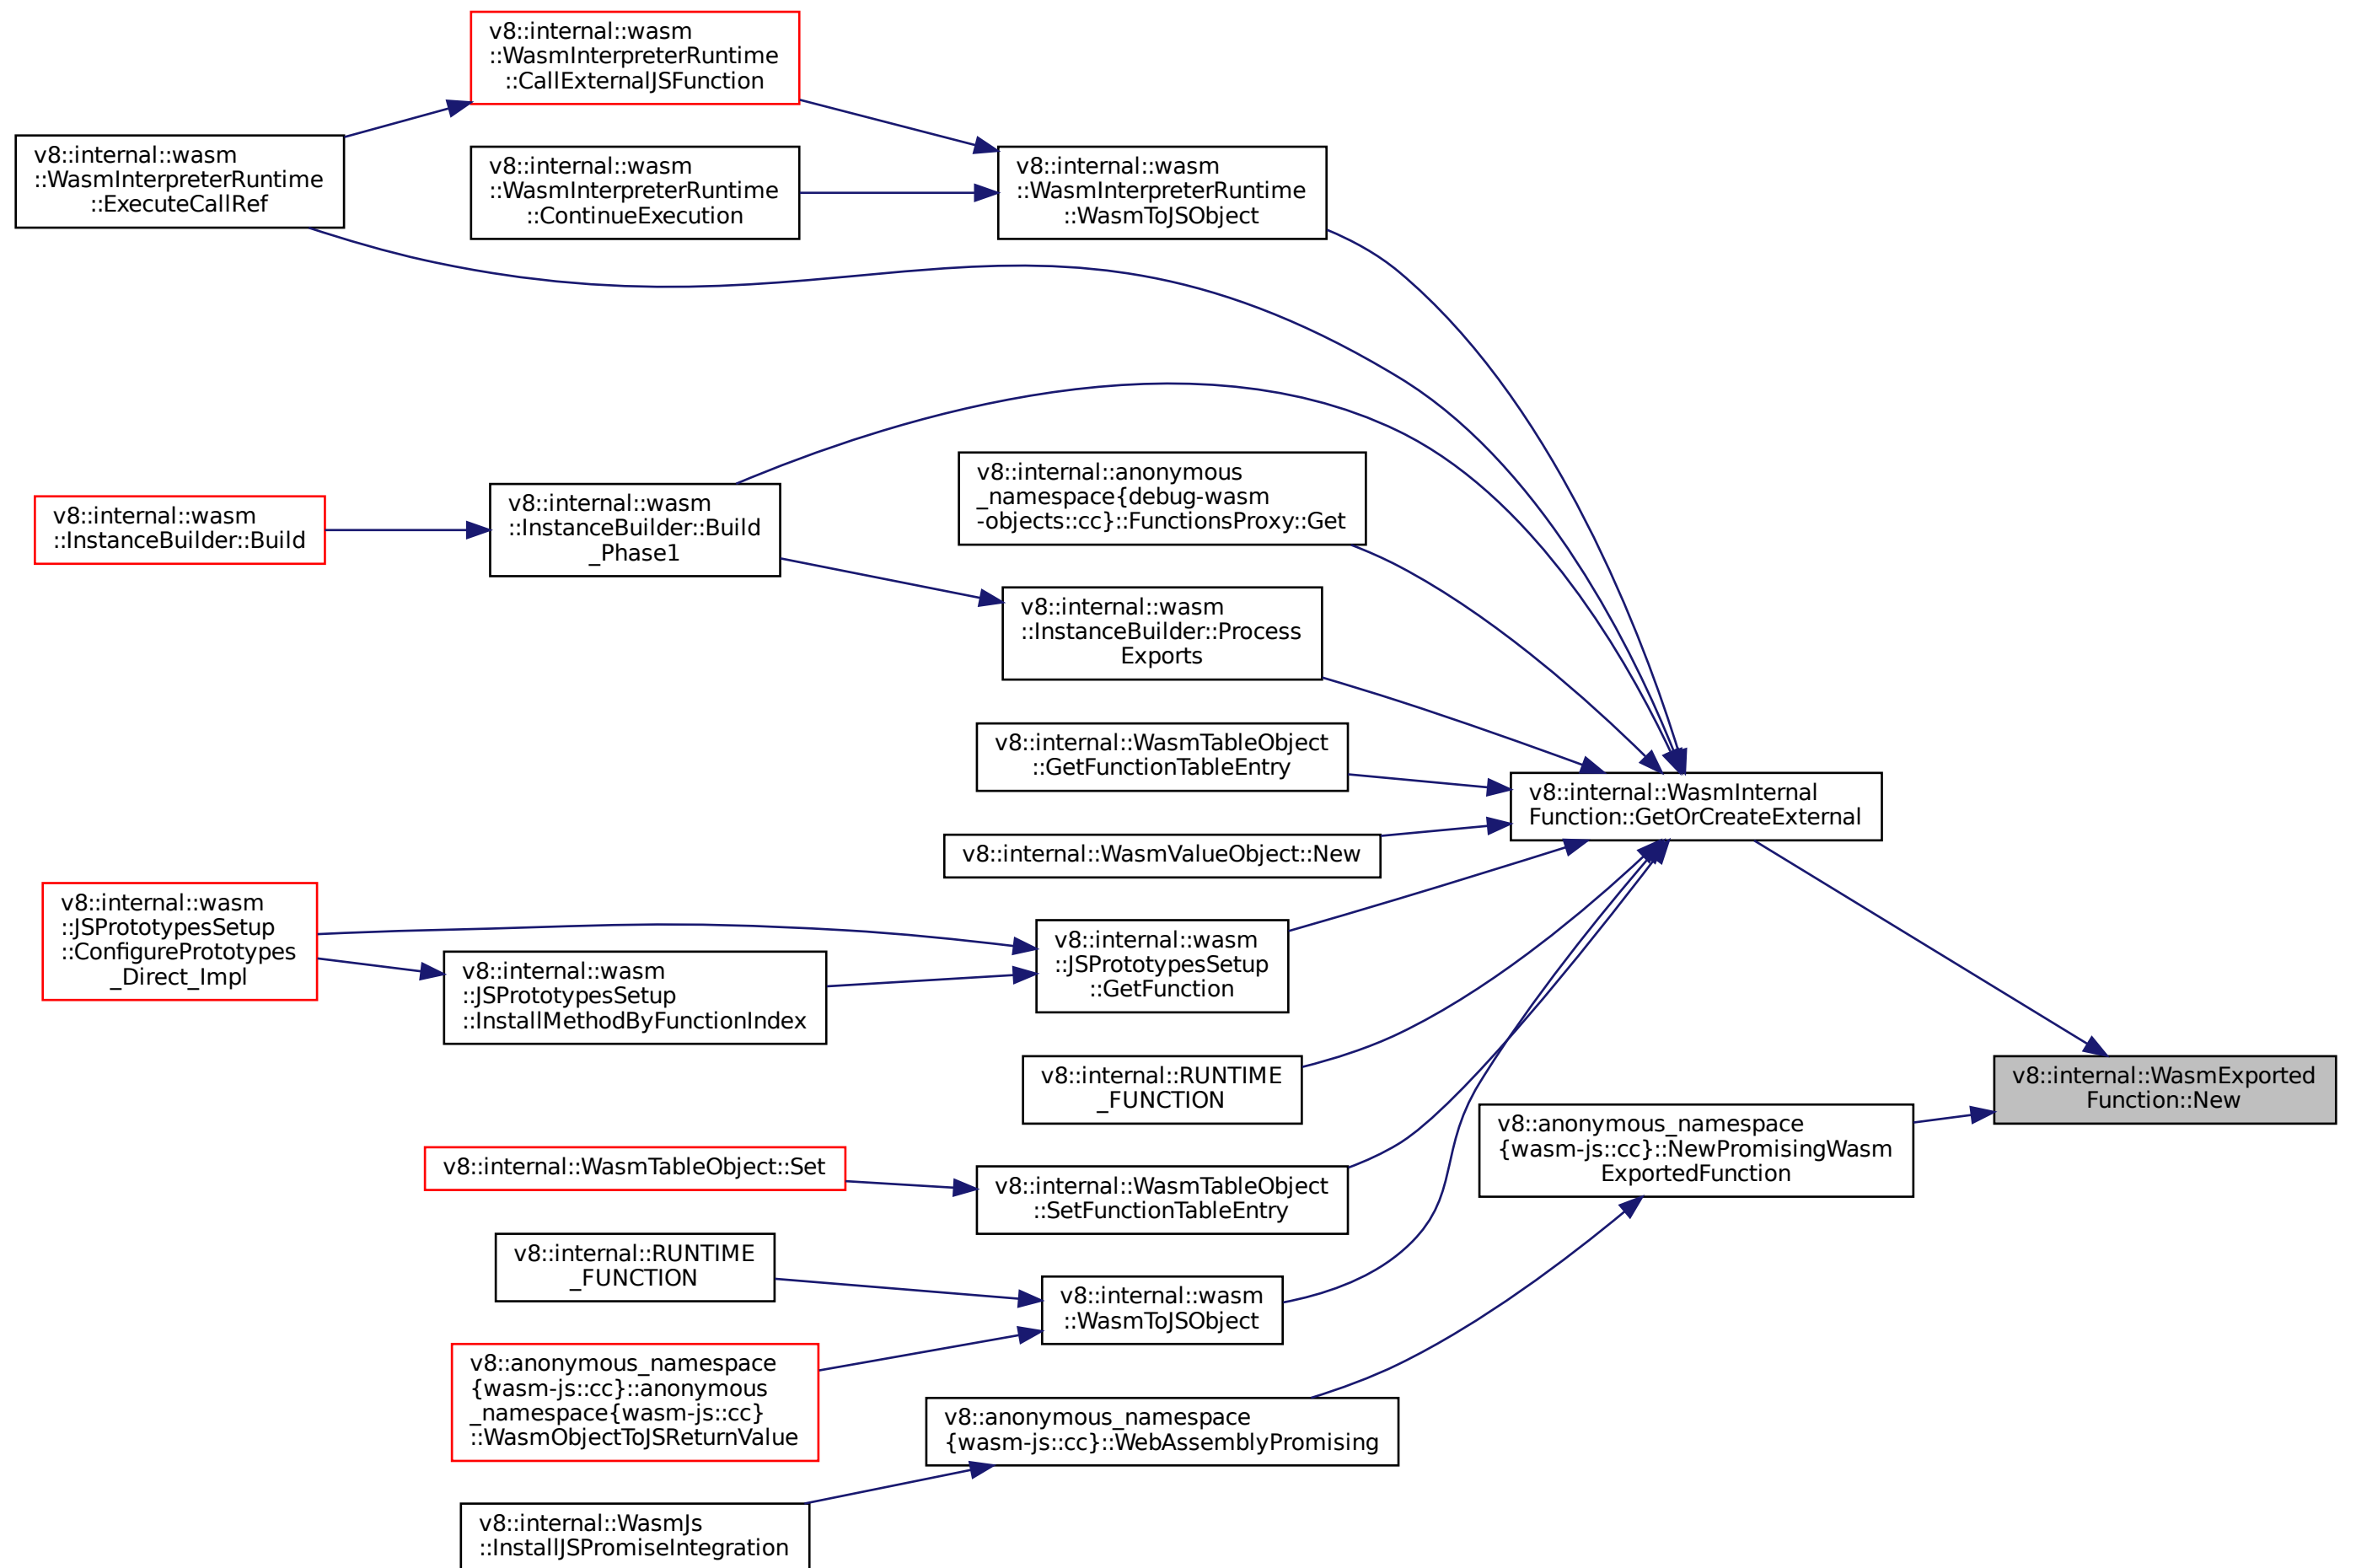 v8::internal::wasm
::WasmInterpreterRuntime
::CallExternalJSFunction
v8::internal::wasm
::WasmInterpreterRuntime
::ExecuteCallRef
v8::internal::wasm
::WasmInterpreterRuntime
::ContinueExecution
v8::internal::wasm
::WasmInterpreterRuntime
::WasmToJSObject
v8::internal::anonymous
_namespace{debug-wasm
-objects::cc}::FunctionsProxy::Get
v8::internal::wasm
::InstanceBuilder::Build
v8::internal::wasm
::InstanceBuilder::Build
_Phase1
v8::internal::wasm
::InstanceBuilder::Process
Exports
v8::internal::WasmTableObject
::GetFunctionTableEntry
v8::internal::WasmInternal
Function::GetOrCreateExternal
v8::internal::WasmValueObject::New
v8::internal::wasm
::JSPrototypesSetup
::ConfigurePrototypes
_Direct_Impl
v8::internal::wasm
::JSPrototypesSetup
::InstallMethodByFunctionIndex
v8::internal::wasm
::JSPrototypesSetup
::GetFunction
v8::internal::RUNTIME
_FUNCTION
v8::internal::WasmExported
Function::New
v8::anonymous_namespace
{wasm-js::cc}::NewPromisingWasm
ExportedFunction
v8::internal::WasmTableObject::Set
v8::internal::WasmTableObject
::SetFunctionTableEntry
v8::internal::RUNTIME
_FUNCTION
v8::internal::wasm
::WasmToJSObject
v8::anonymous_namespace
{wasm-js::cc}::anonymous
_namespace{wasm-js::cc}
::WasmObjectToJSReturnValue
v8::anonymous_namespace
{wasm-js::cc}::WebAssemblyPromising
v8::internal::WasmJs
::InstallJSPromiseIntegration